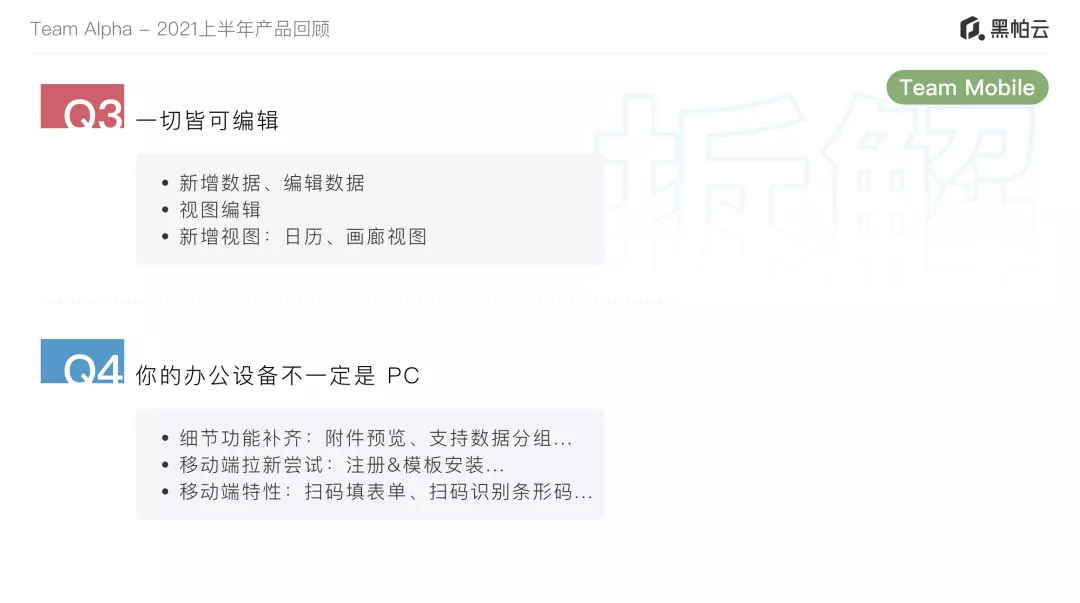 Team Alpha – 2021上半年产品回顾
黑帕云
Team Mobile
拆解
Q3 一切皆可编辑
• 新增数据、编辑数据
• 视图编辑
• 新增视图：日历、画廊视图
Q4 你的办公设备不一定是 PC
• 细节功能补齐：附件预览、支持数据分组...
• 移动端拉新尝试：注册&模板安装...
• 移动端特性：扫码填表单、扫码识别条形码...